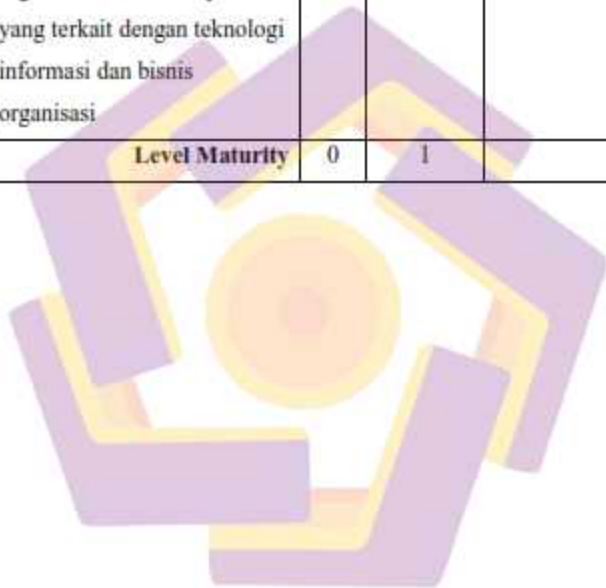 yang terkait dengan teknologi
informasi dan bisnis
organisasi
Level Maturity 0 1